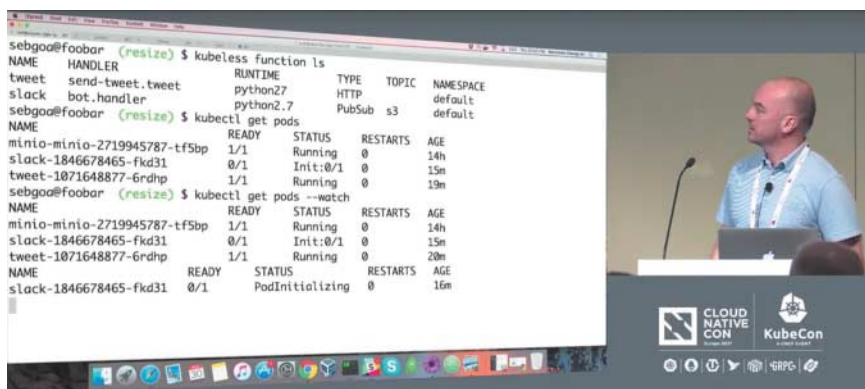 sebgoa@foobar (resize) $ kubeless function ls
NAME HANDLER RUNTIME TYPE TOPIC NAMESPACE
tweet send-tweet.tweet python27 HTTP default
slack bot.handler python2.7 PubSub s3 default
sebgoa@foobar (resize) $ kubectl get pods
NAME READY STATUS RESTARTS AGE
minio-minio-2719945787-tf5bp 1/1 Running 0 14h
slack-1846678465-fkd31 0/1 Init:0/1 0 15m
tweet-1071648877-6rdhp 1/1 Running 0 19m
sebgoa@foobar (resize) $ kubectl get pods --watch
NAME READY STATUS RESTARTS AGE
minio-minio-2719945787-tf5bp 1/1 Running 0 14h
slack-1846678465-fkd31 0/1 Init:0/1 0 15m
tweet-1071648877-6rdhp 1/1 Running 0 20m
NAME READY STATUS RESTARTS AGE
slack-1846678465-fkd31 0/1 PodInitializing 0 16m
CLOUD NATIVE CON
Europe 2017
KubeCon
A CNCF EVENT
GRPC